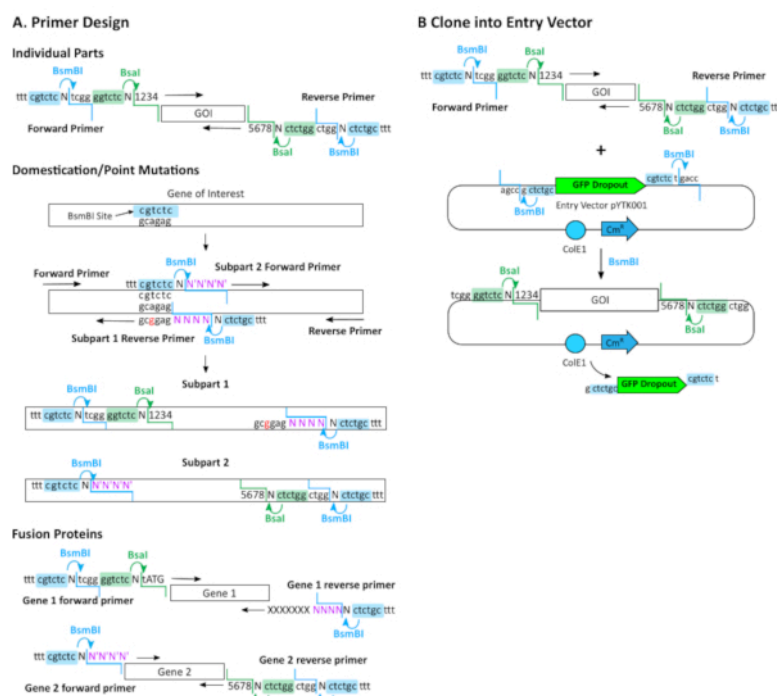 A. Primer Design
Individual Parts
BsmBI
BsaI
ttt cgtctc N tcgg ggtctc N 1234
Forward Primer
GOI
Reverse Primer
5678 N ctctgg ctgg N ctctgc ttt
BsaI
BsmBI
Domestication/Point Mutations
Gene of Interest
BsmBI Site
cgtctc
gcagag
BsmBI
Forward Primer
Subpart 2 Forward Primer
ttt cgtctc N N'N'N'N'
cgtctc
gcagag
gcggag N N N N N ctctgc ttt
Subpart 1 Reverse Primer
BsmBI
Reverse Primer
Subpart 1
BsmBI
BsaI
ttt cgtctc N tcgg ggtctc N 1234
gcggag N N N N N ctctgc ttt
BsmBI
Subpart 2
BsmBI
ttt cgtctc N N'N'N'N'
5678 N ctctgg ctgg N ctctgc ttt
BsaI
BsmBI
Fusion Proteins
BsmBI
BsaI
ttt cgtctc N tcgg ggtctc N tATG
Gene 1 forward primer
Gene 1
Gene 1 reverse primer
XXXXXXX NNNN N ctctgc ttt
BsmBI
BsmBI
ttt cgtctc N N'N'N'N'
Gene 2 forward primer
Gene 2
Gene 2 reverse primer
5678 N ctctgg ctgg N ctctgc ttt
B Clone into Entry Vector
BsmBI
BsaI
ttt cgtctc N tcgg ggtctc N 1234
Forward Primer
GOI
Reverse Primer
5678 N ctctgg ctgg N ctctgc ttt
BsaI
BsmBI
+
BsmBI
agcc g ctctgc
GFP Dropout
cgtctc t gacc
BsmBI
Entry Vector pYTK001
ColE1
CmR
BsmBI
BsaI
tcgg ggtctc N 1234
GOI
5678 N ctctgg ctgg
BsaI
ColE1
CmR
g ctctgc
GFP Dropout
cgtctc t